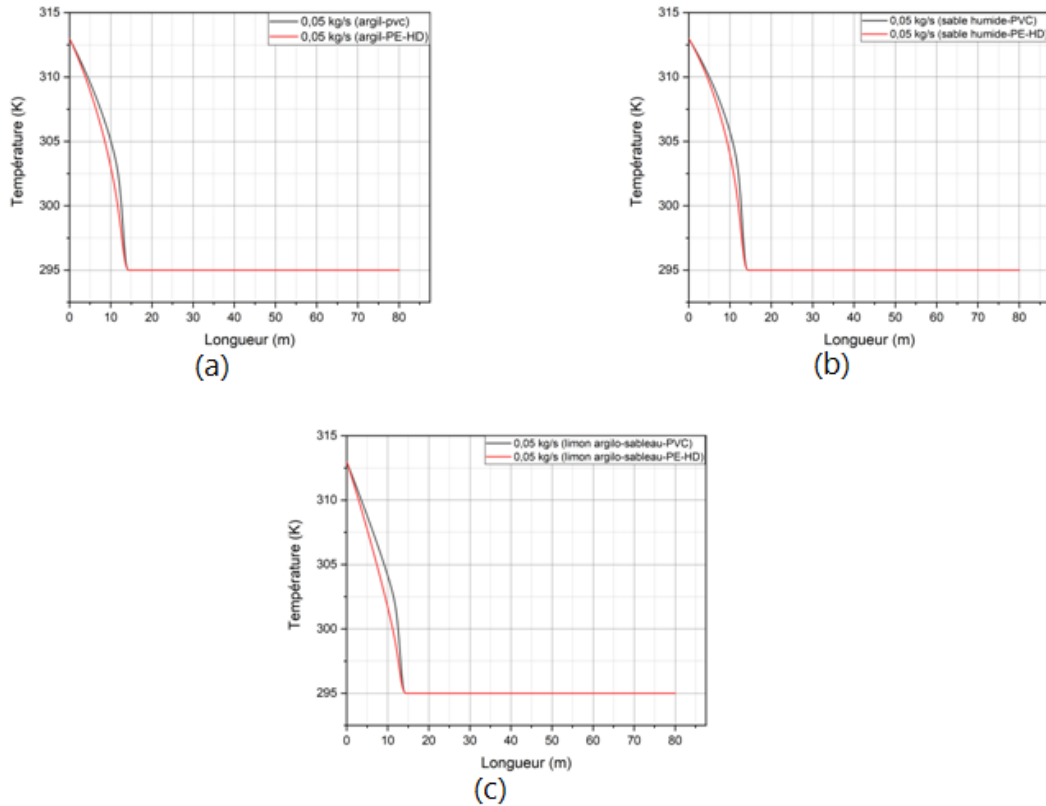 0,05 kg/s (argil-pvc)
0,05 kg/s (argil-PE-HD)
315
310
305
300
295
Température (K)
0 10 20 30 40 50 60 70 80
Longueur (m)
(a)
0,05 kg/s (sable humide-PVC)
0,05 kg/s (sable humide-PE-HD)
315
310
305
300
295
Température (K)
0 10 20 30 40 50 60 70 80
Longueur (m)
(b)
0,05 kg/s (limon argilo-sableau-PVC)
0,05 kg/s (limon argilo-sableau-PE-HD)
315
310
305
300
295
Température (K)
0 10 20 30 40 50 60 70 80
Longueur (m)
(c)